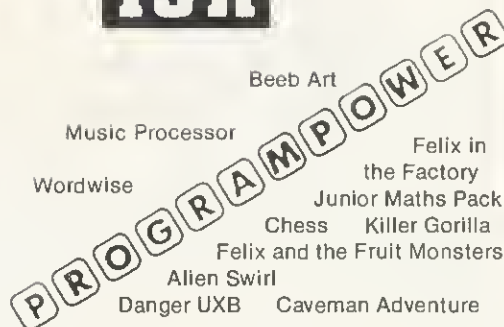 Beeb Art
Music Processor
Wordwise
PROGRAMPOWER
Felix in
the Factory
Junior Maths Pack
Chess Killer Gorilla
Felix and the Fruit Monsters
Alien Swirl
Danger UXB Caveman Adventure